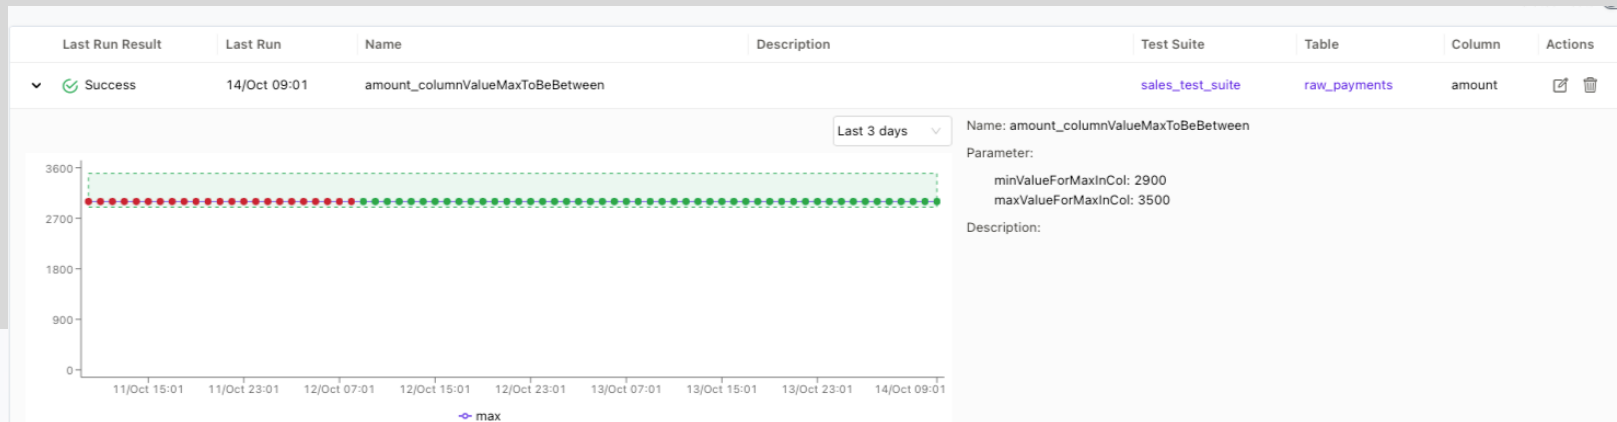 Last Run Result Last Run Name Description Test Suite Table Column Actions
Success 14/Oct 09:01 amount_columnValueMaxToBeBetween sales_test_suite raw_payments amount
Last 3 days
3600
2700
1800
900
0
11/Oct 15:01 11/Oct 23:01 12/Oct 07:01 12/Oct 15:01 12/Oct 23:01 13/Oct 07:01 13/Oct 15:01 13/Oct 23:01 14/Oct 09:01
max
Name: amount_columnValueMaxToBeBetween
Parameter:
minValueForMaxInCol: 2900
maxValueForMaxInCol: 3500
Description: